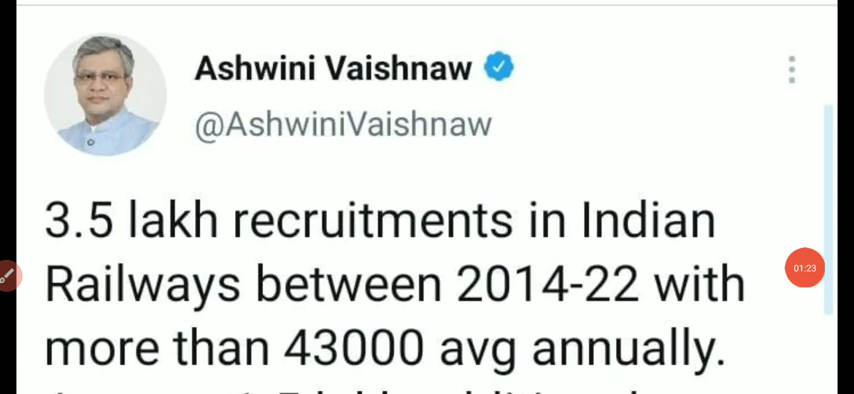 Ashwini Vaishnaw
@AshwiniVaishnaw
3.5 lakh recruitments in Indian
Railways between 2014-22 with
more than 43000 avg annually.
01:23